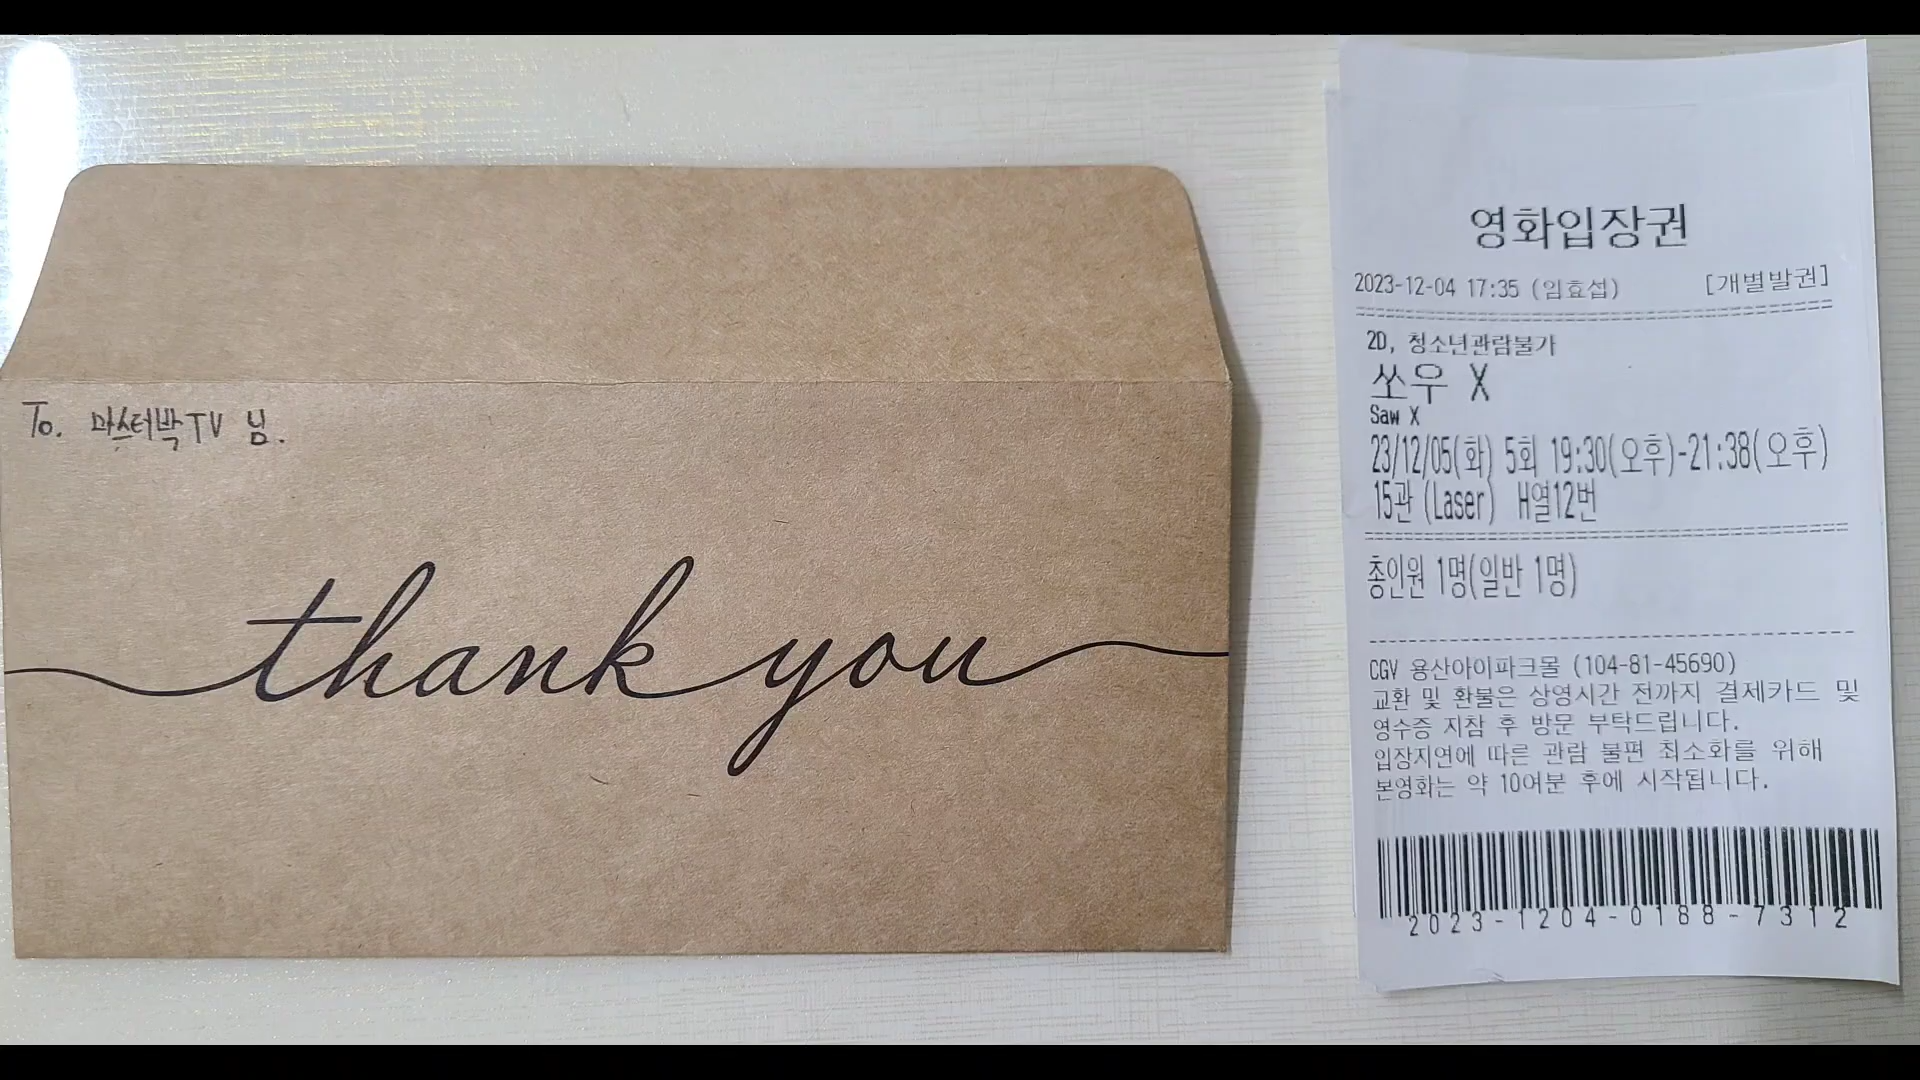 To. 마스터박TV 님.
thank you
영화입장권
2023-12-04 17:35 (임효섭) [개별발권]
2D, 청소년관람불가
쏘우 X
Saw X
23/12/05(화) 5회 19:30(오후)-21:38(오후)
15관 (Laser) H열12번
총인원 1명(일반 1명)
CGV 용산아이파크몰 (104-81-45690)
교환 및 환불은 상영시간 전까지 결제카드 및
영수증 지참 후 방문 부탁드립니다.
입장지연에 따른 관람 불편 최소화를 위해
본영화는 약 10여분 후에 시작됩니다.
2023-1204-0188-7312